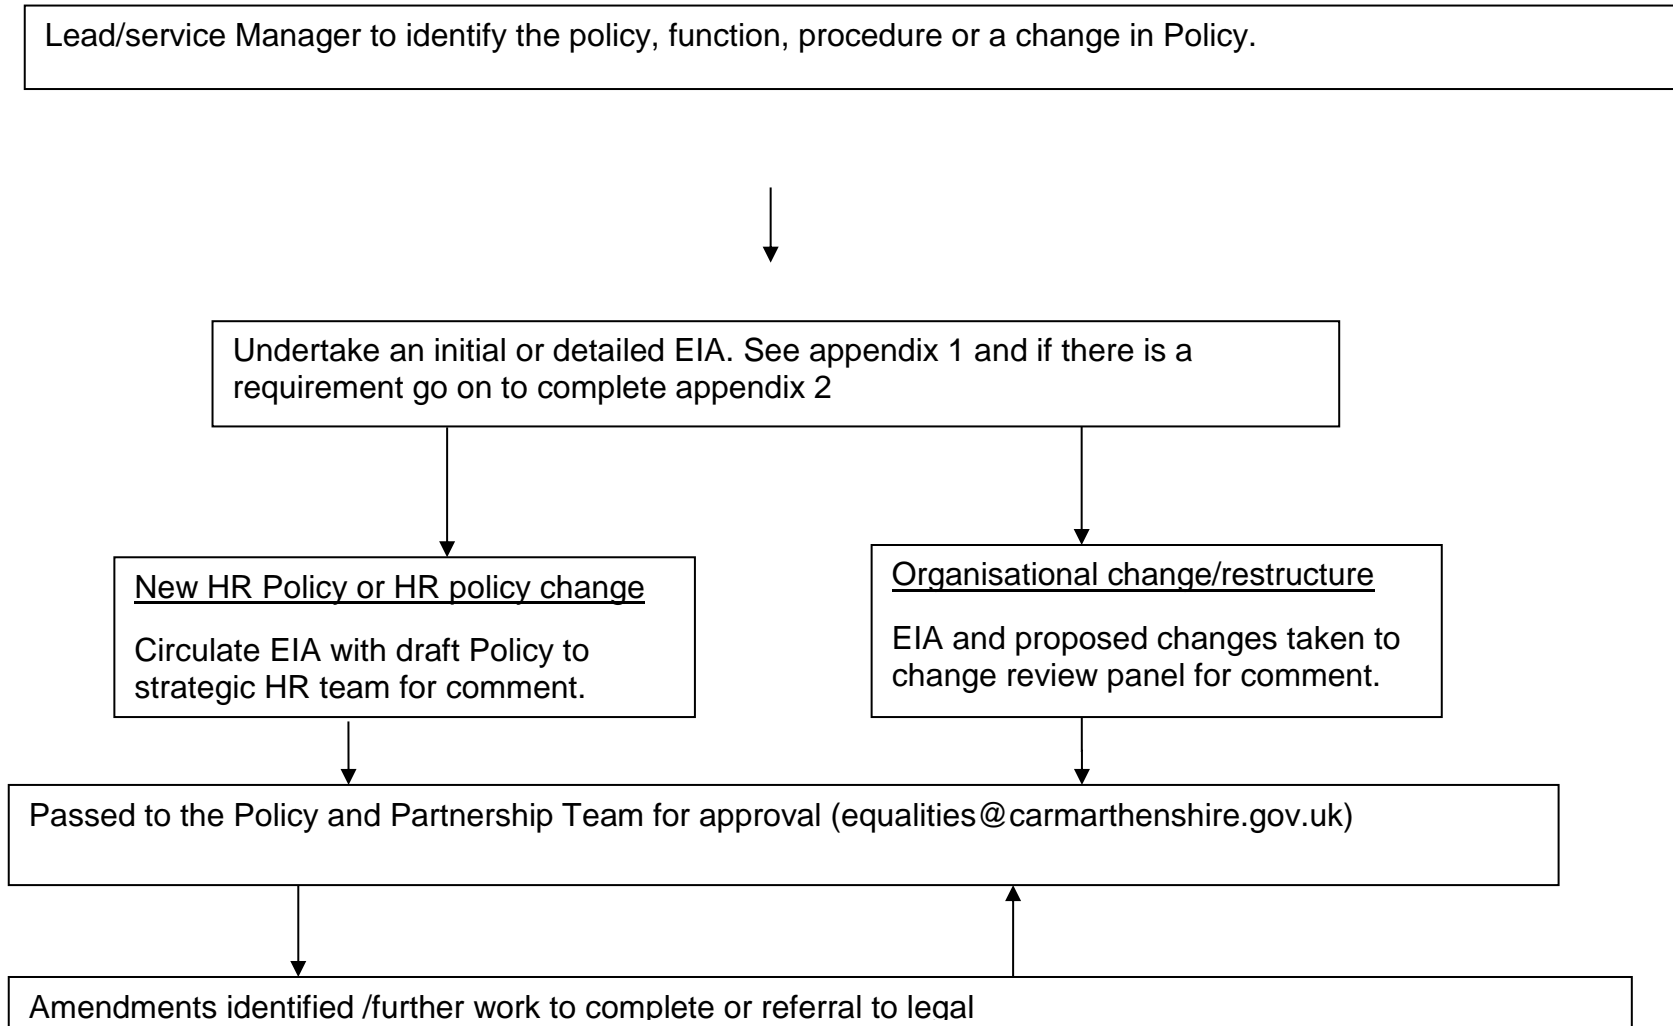 Lead/service Manager to identify the policy, function, procedure or a change in Policy.
Undertake an initial or detailed EIA. See appendix 1 and if there is a
requirement go on to complete appendix 2
New HR Policy or HR policy change
Circulate EIA with draft Policy to
strategic HR team for comment.
Organisational change/restructure
EIA and proposed changes taken to
change review panel for comment.
Passed to the Policy and Partnership Team for approval (equalities@carmarthenshire.gov.uk)
Amendments identified /further work to complete or referral to legal